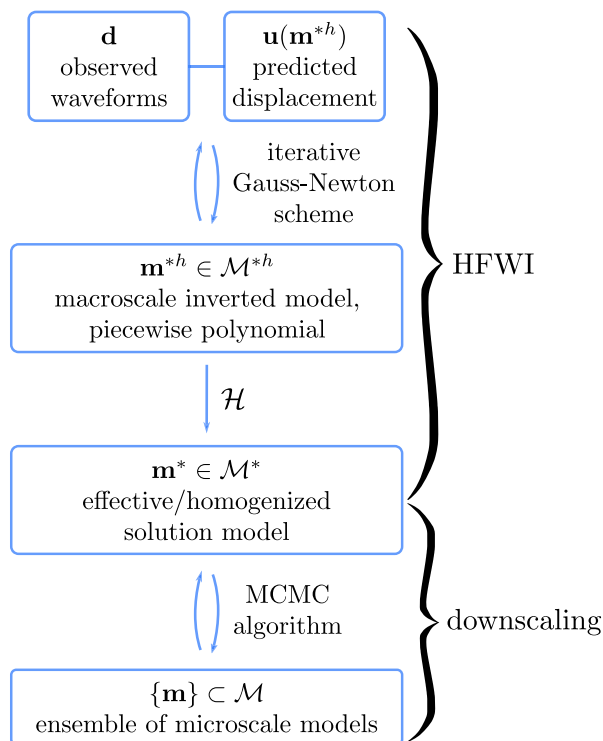 d
observed
waveforms
u(m*ʰ)
predicted
displacement
iterative
Gauss-Newton
scheme
m*ʰ ∈ ℳ*ʰ
macroscale inverted model,
piecewise polynomial
HFWI
ℋ
m* ∈ ℳ*
effective/homogenized
solution model
MCMC
algorithm
downscaling
{m} ⊂ ℳ
ensemble of microscale models